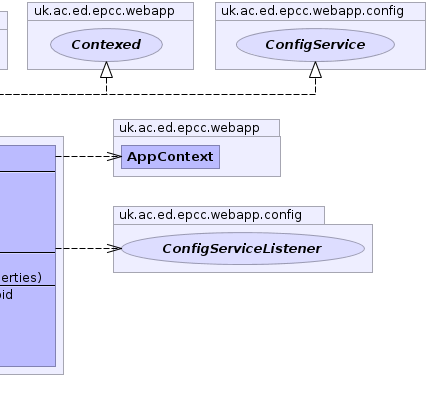 uk.ac.ed.epcc.webapp
Contexed
uk.ac.ed.epcc.webapp.config
ConfigService
uk.ac.ed.epcc.webapp
AppContext
uk.ac.ed.epcc.webapp.config
ConfigServiceListener
erties)
oid